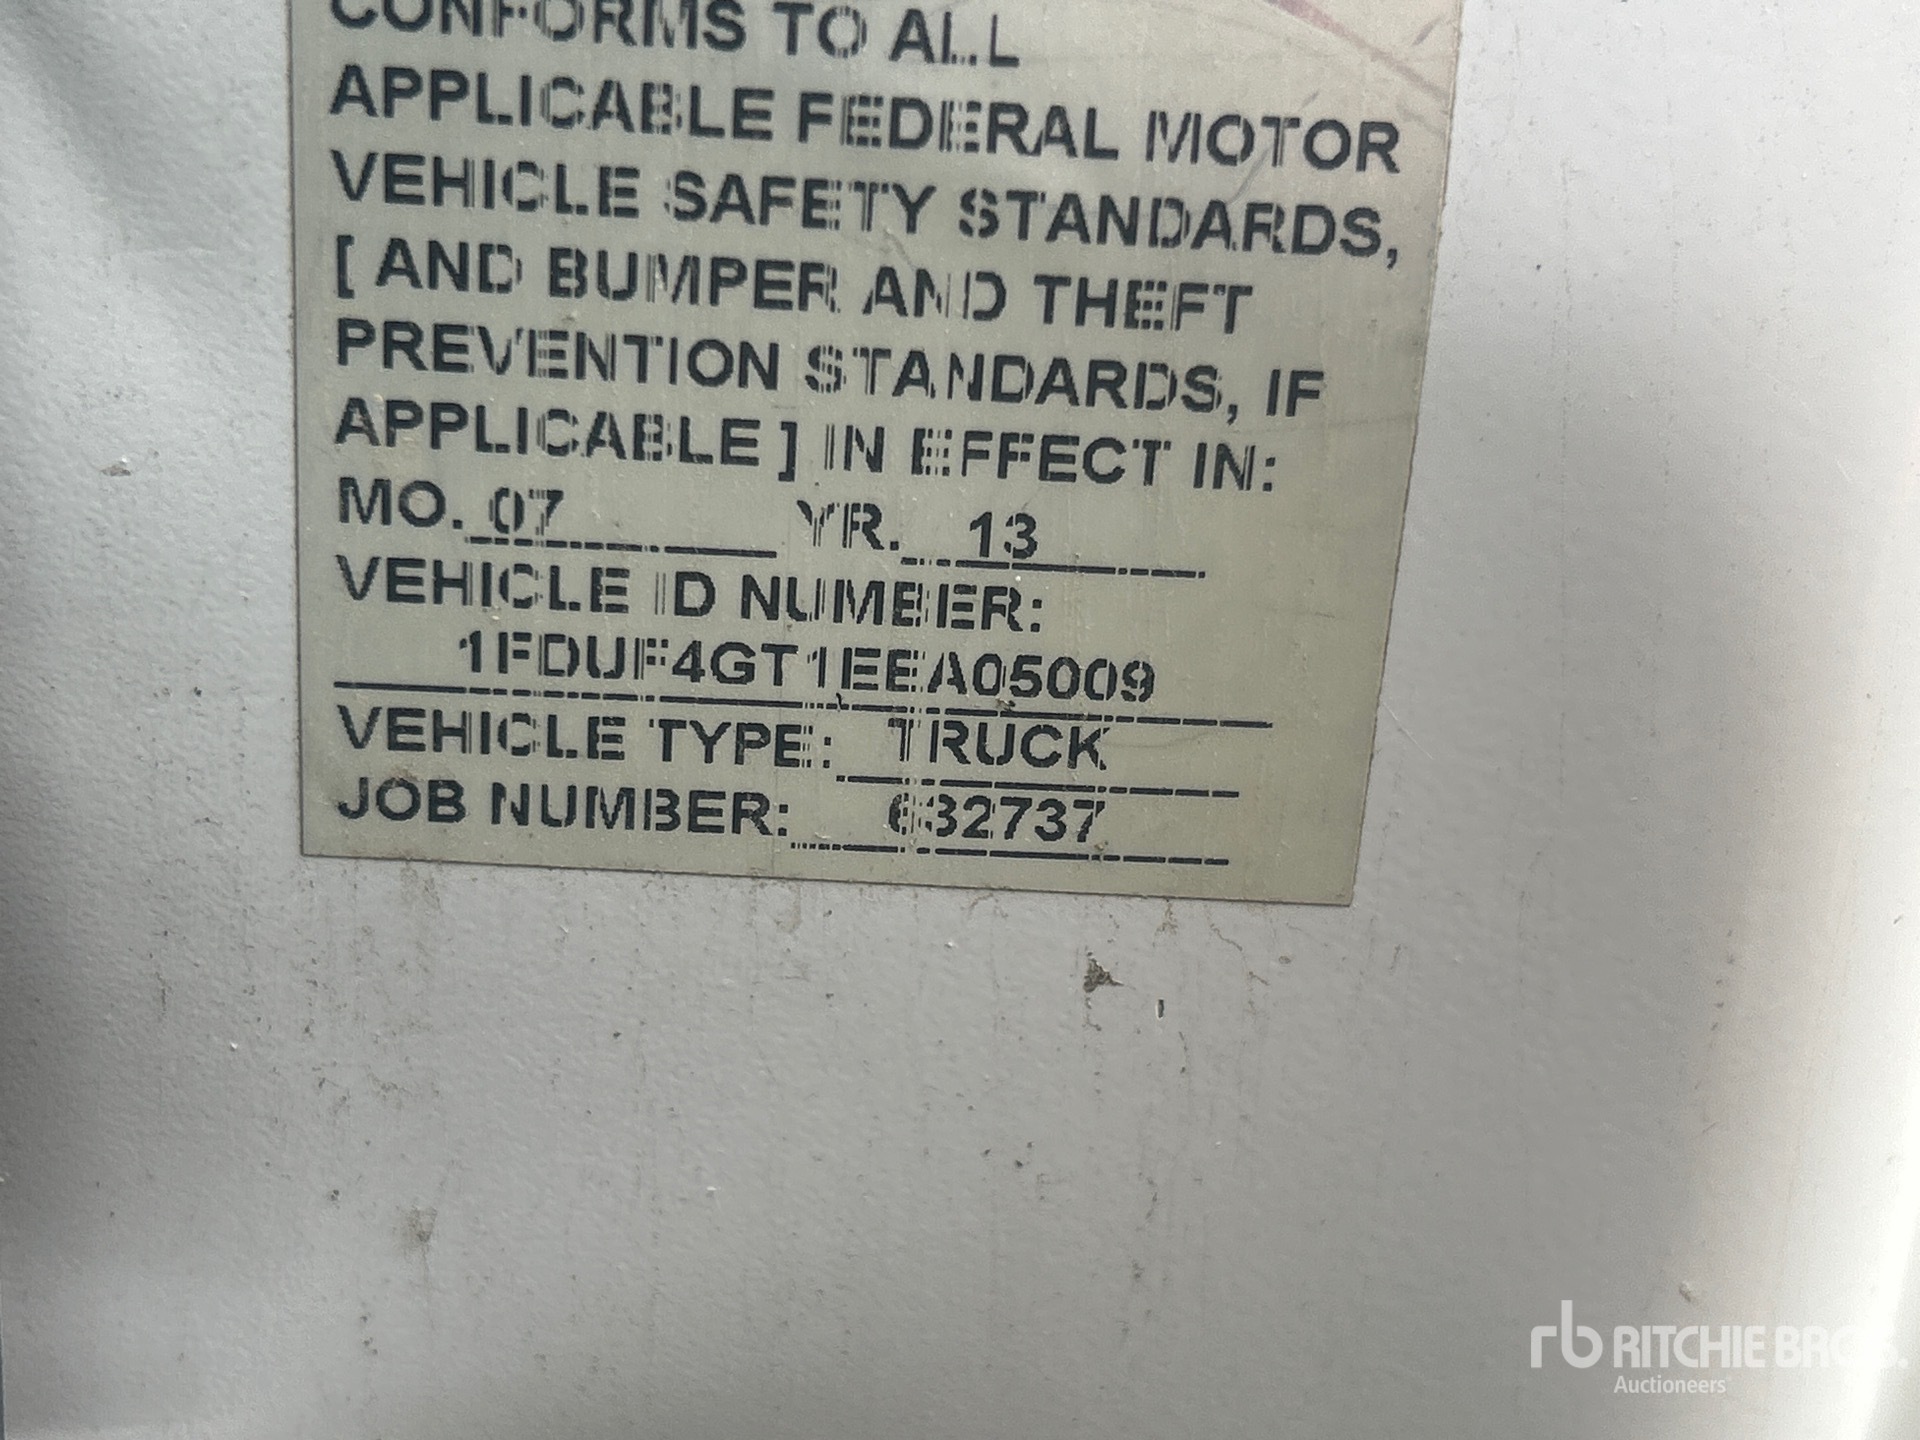 CONFORMS TO ALL
APPLICABLE FEDERAL MOTOR
VEHICLE SAFETY STANDARDS,
[ AND BUMPER AND THEFT
PREVENTION STANDARDS, IF
APPLICABLE ] IN EFFECT IN:
MO. 07 YR. 13
VEHICLE ID NUMBER:
1FDUF4GT1EEA05009
VEHICLE TYPE: TRUCK
JOB NUMBER: 632737
rb RITCHIE BROS.
Auctioneers